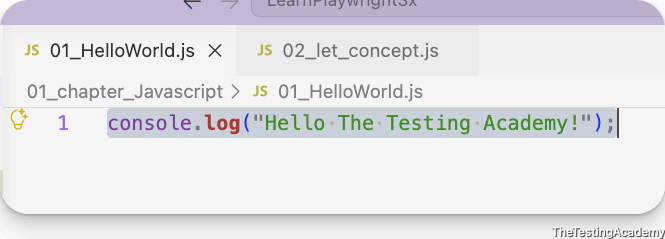 LearnPlaywright3x
JS 01_HelloWorld.js × JS 02_let_concept.js
01_chapter_Javascript > JS 01_HelloWorld.js
1 console.log("Hello The Testing Academy!");
TheTestingAcademy